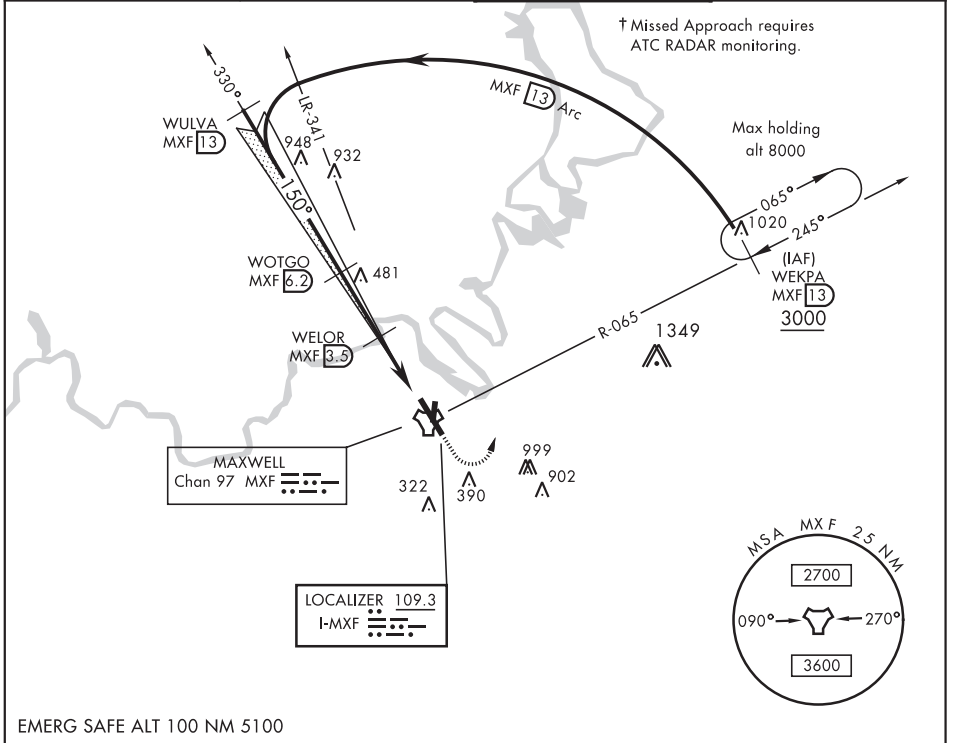 † Missed Approach requires
ATC RADAR monitoring.
330°
LR-341
MXF 13 Arc
WULVA
MXF 13
948
932
Max holding
alt 8000
150°
065°
1020
245°
(IAF)
WEKPA
MXF 13
3000
WOTGO
MXF 6.2
481
R-065
1349
WELOR
MXF 3.5
MAXWELL
Chan 97 MXF
999
902
322
390
LOCALIZER 109.3
I-MXF
MSA MXF 25 NM
2700
090°
270°
3600
EMERG SAFE ALT 100 NM 5100